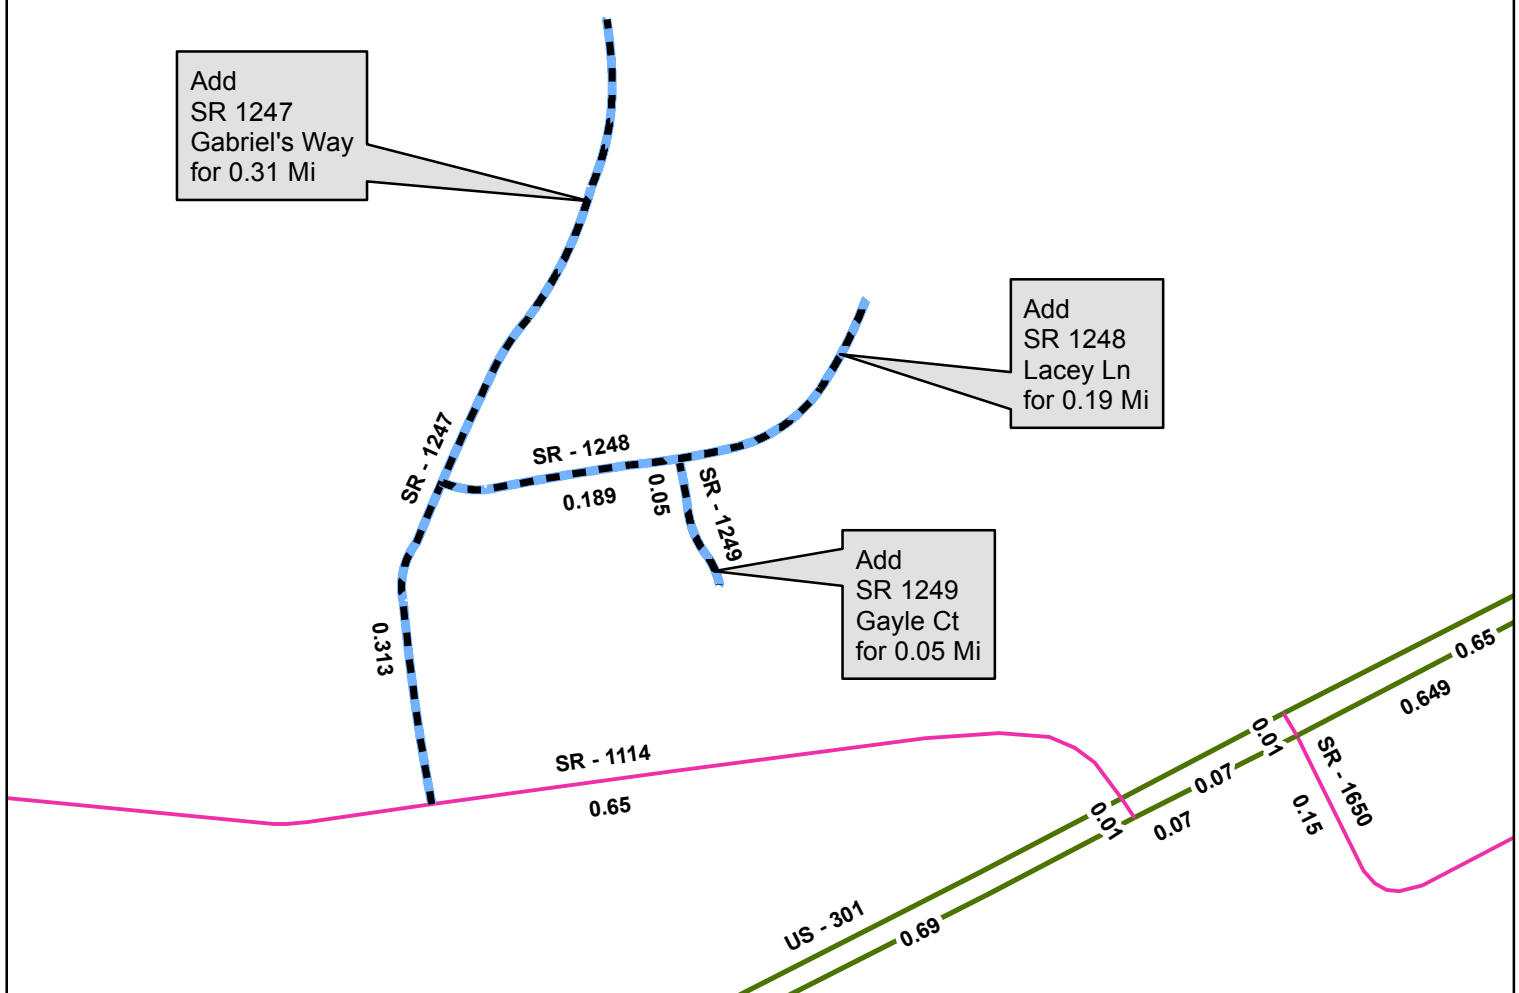 Add
SR 1247
Gabriel's Way
for 0.31 Mi
Add
SR 1248
Lacey Ln
for 0.19 Mi
SR - 1247
SR - 1248
0.189
0.05
SR - 1249
Add
SR 1249
Gayle Ct
for 0.05 Mi
0.313
SR - 1114
0.65
0.65
0.649
0.01
SR - 1650
0.15
0.07
0.07
0.01
US - 301
0.69